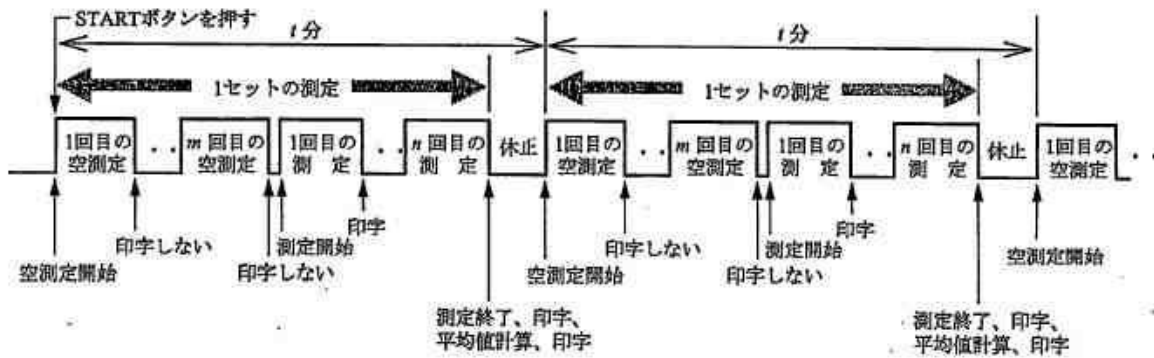 STARTボタンを押す
t 分
t 分
1セットの測定
1セットの測定
1回目の
空測定
・・
m 回目の
空測定
1回目の
測 定
・・
n 回目の
測 定
休止
1回目の
空測定
・・
m 回目の
空測定
1回目の
測 定
・・
n 回目の
測 定
休止
1回目の
空測定
・・
空測定開始
印字しない
印字しない
測定開始
印字
測定終了、印字、
平均値計算、印字
空測定開始
印字しない
印字しない
測定開始
印字
測定終了、印字、
平均値計算、印字
空測定開始